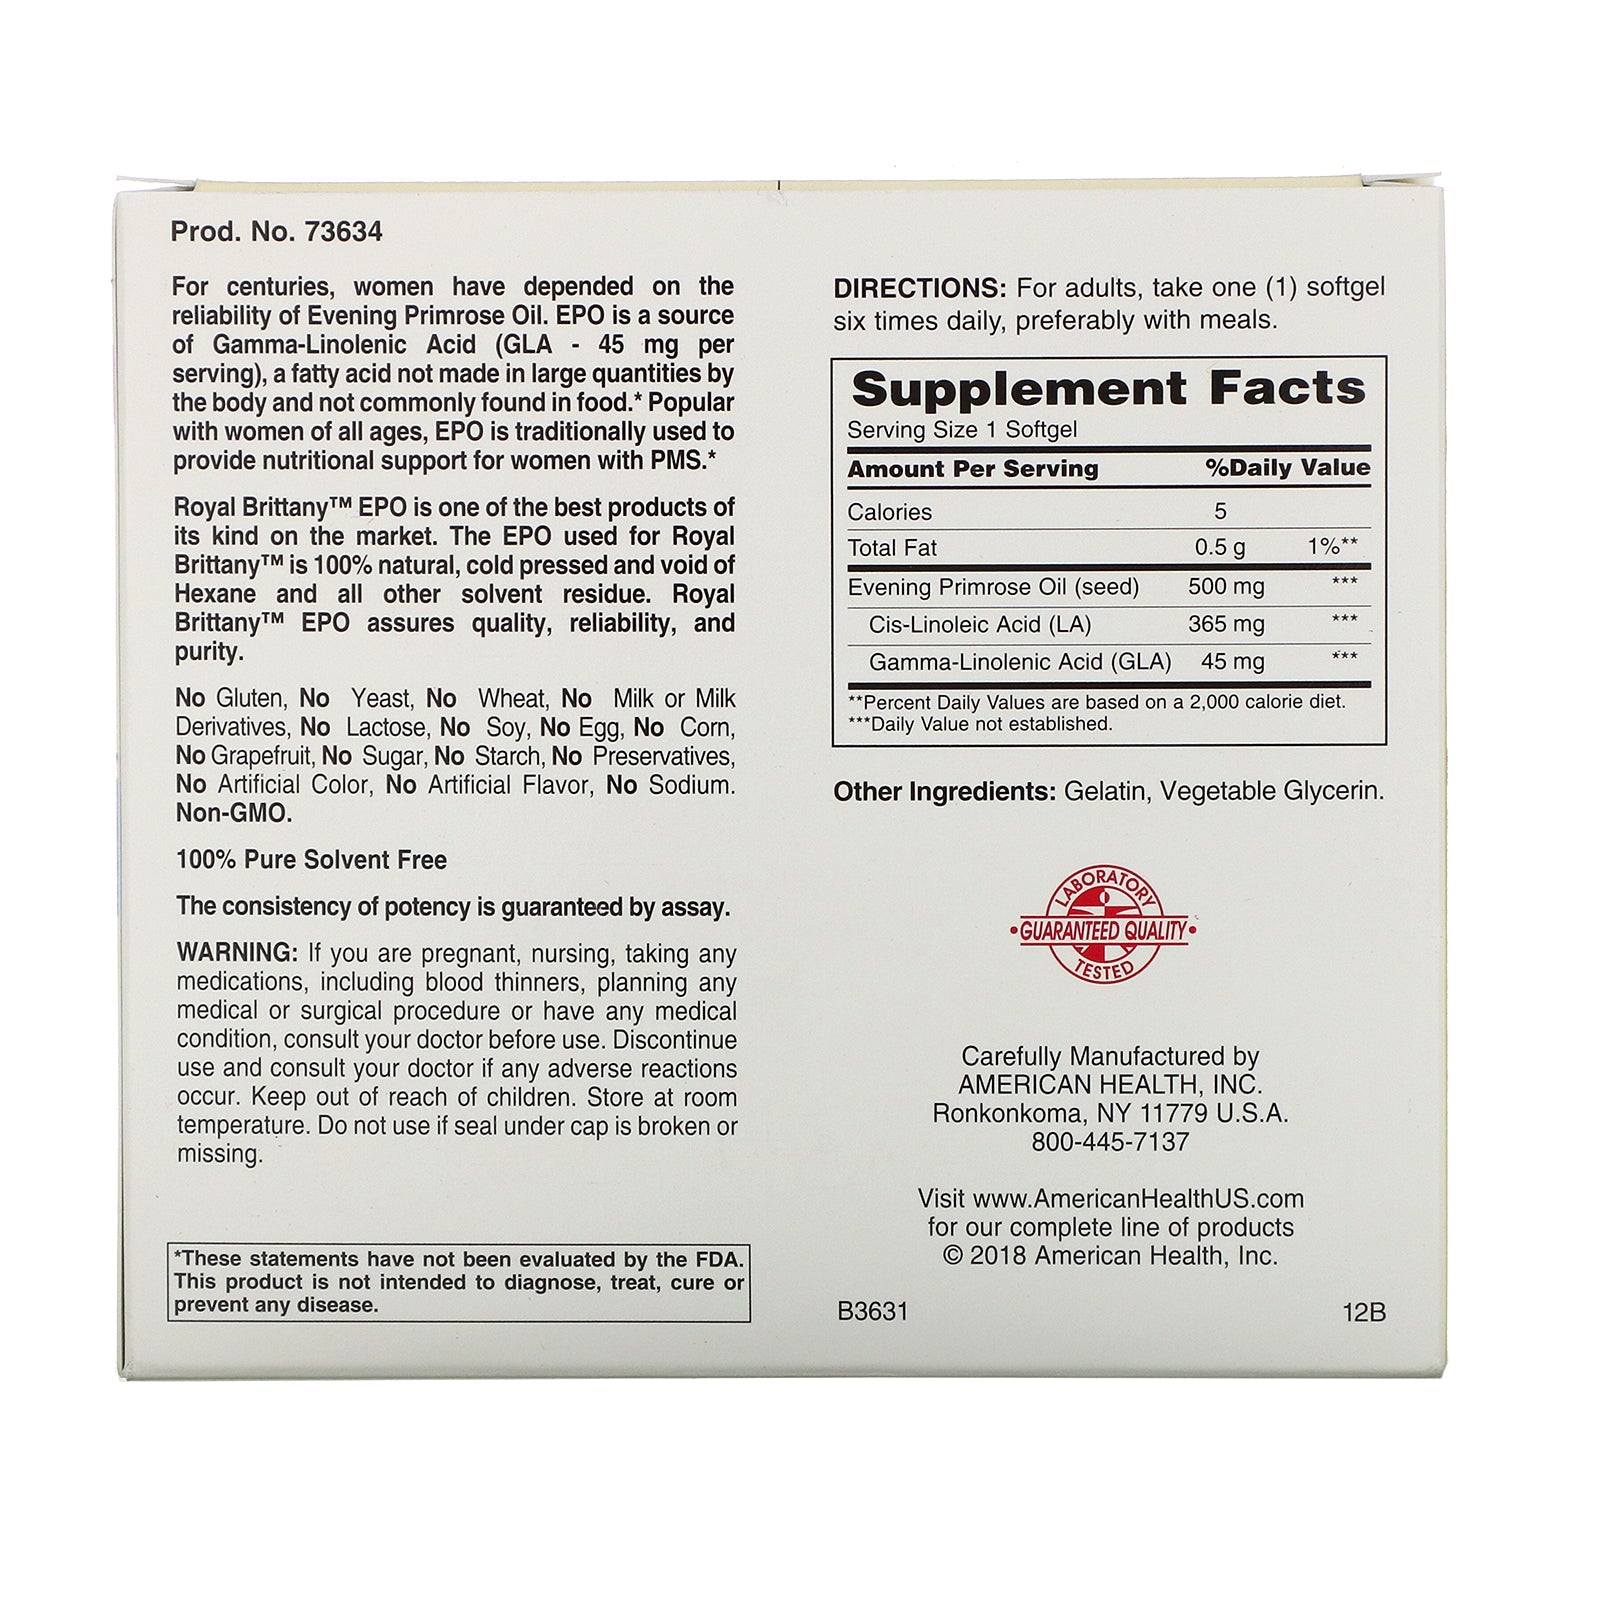 Prod. No. 73634
For centuries, women have depended on the
reliability of Evening Primrose Oil. EPO is a source
of Gamma-Linolenic Acid (GLA - 45 mg per
serving), a fatty acid not made in large quantities by
the body and not commonly found in food.* Popular
with women of all ages, EPO is traditionally used to
provide nutritional support for women with PMS.*
Royal Brittany™ EPO is one of the best products of
its kind on the market. The EPO used for Royal
Brittany™ is 100% natural, cold pressed and void of
Hexane and all other solvent residue. Royal
Brittany™ EPO assures quality, reliability, and
purity.
No Gluten, No Yeast, No Wheat, No Milk or Milk
Derivatives, No Lactose, No Soy, No Egg, No Corn,
No Grapefruit, No Sugar, No Starch, No Preservatives,
No Artificial Color, No Artificial Flavor, No Sodium.
Non-GMO.
100% Pure Solvent Free
The consistency of potency is guaranteed by assay.
WARNING: If you are pregnant, nursing, taking any
medications, including blood thinners, planning any
medical or surgical procedure or have any medical
condition, consult your doctor before use. Discontinue
use and consult your doctor if any adverse reactions
occur. Keep out of reach of children. Store at room
temperature. Do not use if seal under cap is broken or
missing.
*These statements have not been evaluated by the FDA.
This product is not intended to diagnose, treat, cure or
prevent any disease.
DIRECTIONS: For adults, take one (1) softgel
six times daily, preferably with meals.
Supplement Facts
Serving Size 1 Softgel
Amount Per Serving %Daily Value
Calories 5
Total Fat 0.5 g 1%**
Evening Primrose Oil (seed) 500 mg ***
Cis-Linoleic Acid (LA) 365 mg ***
Gamma-Linolenic Acid (GLA) 45 mg ***
**Percent Daily Values are based on a 2,000 calorie diet.
***Daily Value not established.
Other Ingredients: Gelatin, Vegetable Glycerin.
LABORATORY
•GUARANTEED QUALITY•
TESTED
Carefully Manufactured by
AMERICAN HEALTH, INC.
Ronkonkoma, NY 11779 U.S.A.
800-445-7137
Visit www.AmericanHealthUS.com
for our complete line of products
© 2018 American Health, Inc.
B3631 12B